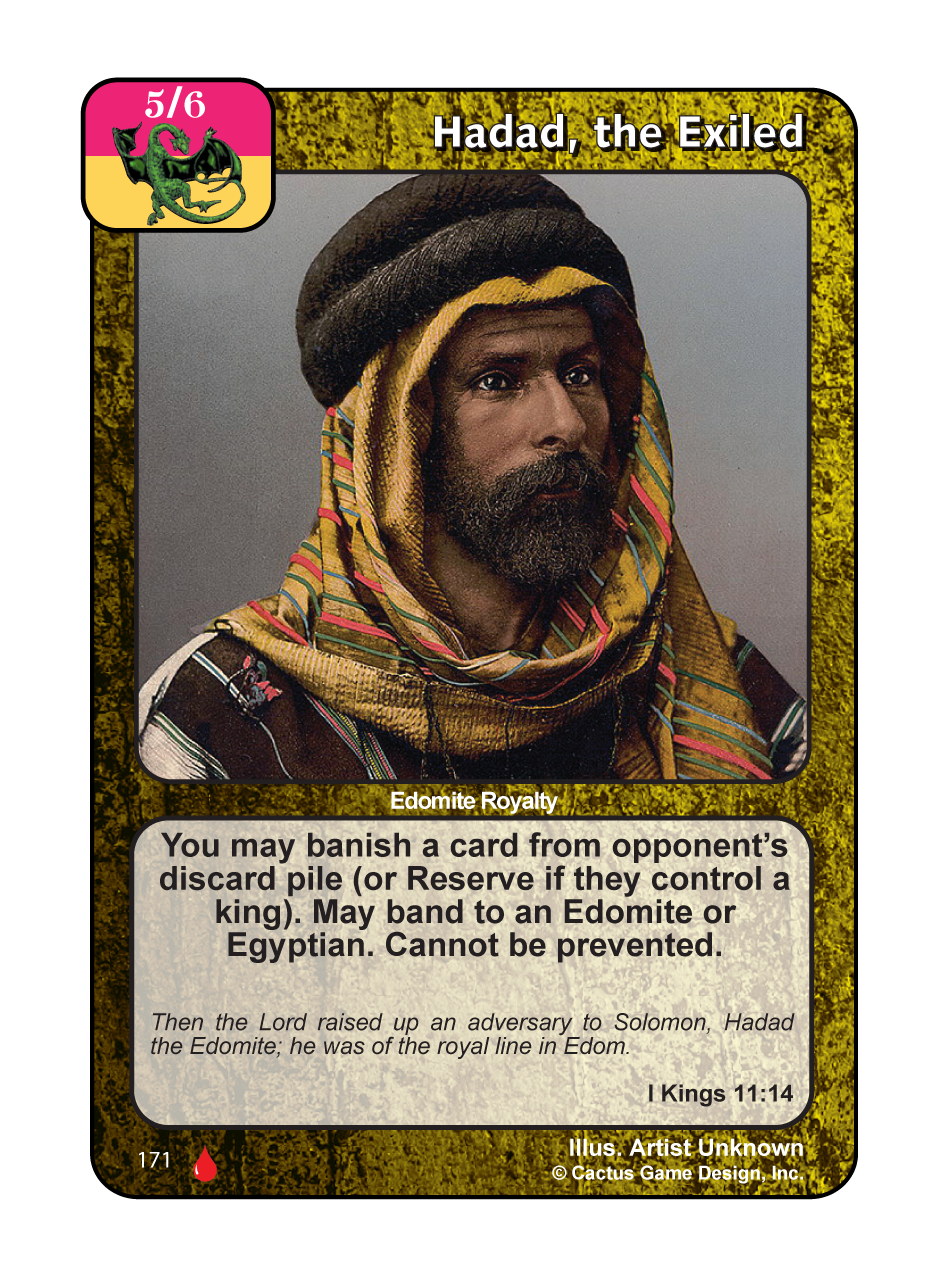 5/6
Hadad, the Exiled
Edomite Royalty
You may banish a card from opponent’s
discard pile (or Reserve if they control a
king). May band to an Edomite or
Egyptian. Cannot be prevented.
Then the Lord raised up an adversary to Solomon, Hadad
the Edomite; he was of the royal line in Edom.
I Kings 11:14
171
Illus. Artist Unknown
© Cactus Game Design, Inc.